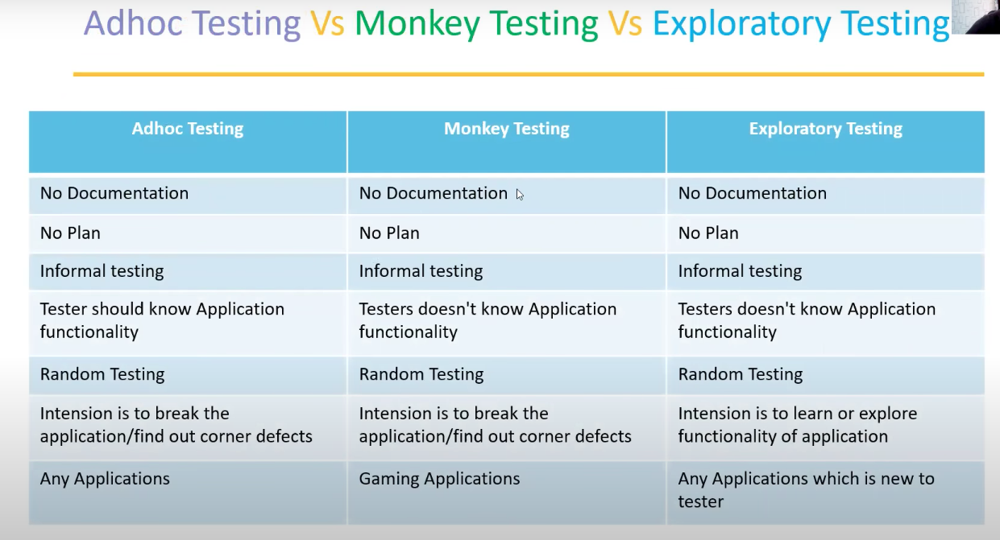 Adhoc Testing Vs Monkey Testing Vs Exploratory Testing
Adhoc Testing
Monkey Testing
Exploratory Testing
No Documentation
No Documentation
No Documentation
No Plan
No Plan
No Plan
Informal testing
Informal testing
Informal testing
Tester should know Application
functionality
Testers doesn't know Application
functionality
Testers doesn't know Application
functionality
Random Testing
Random Testing
Random Testing
Intension is to break the
application/find out corner defects
Intension is to break the
application/find out corner defects
Intension is to learn or explore
functionality of application
Any Applications
Gaming Applications
Any Applications which is new to
tester